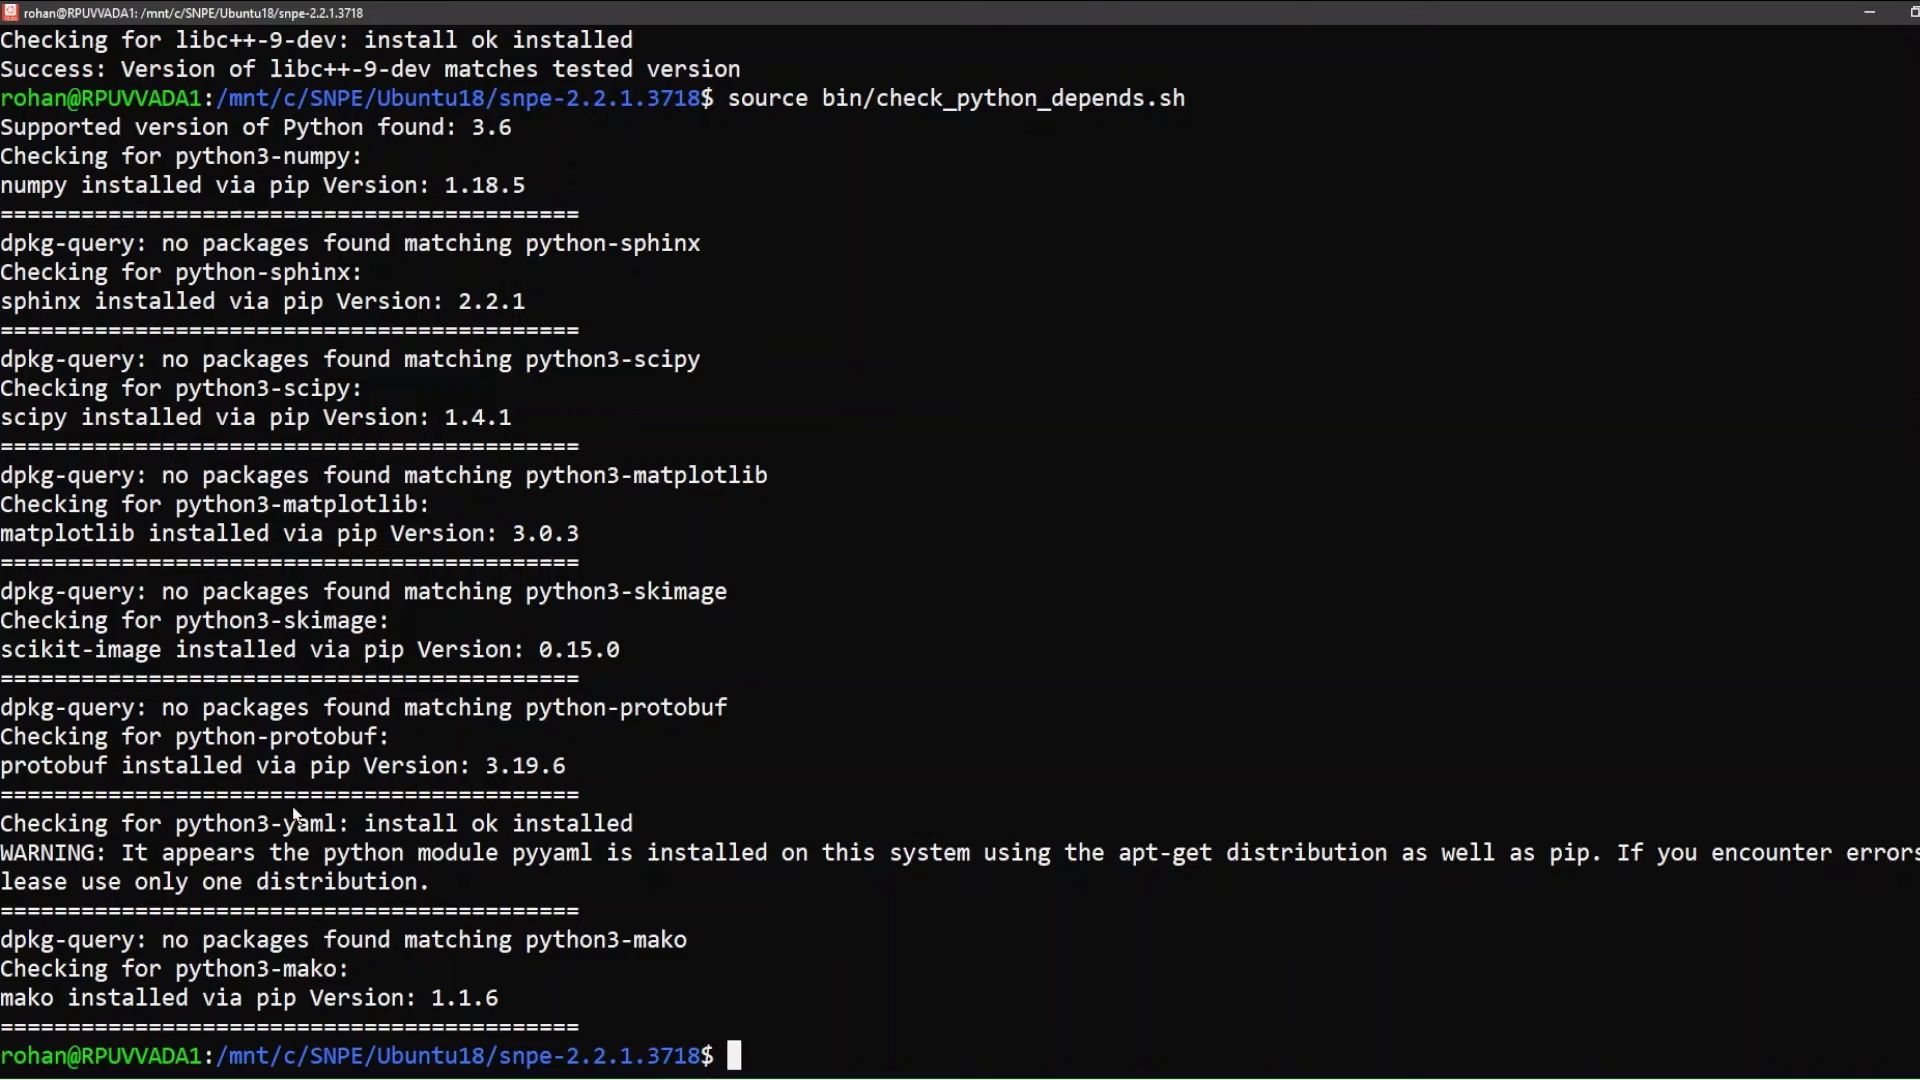 rohan@RPUVVADA1: /mnt/c/SNPE/Ubuntu18/snpe-2.2.1.3718
Checking for libc++-9-dev: install ok installed
Success: Version of libc++-9-dev matches tested version
rohan@RPUVVADA1:/mnt/c/SNPE/Ubuntu18/snpe-2.2.1.3718$ source bin/check_python_depends.sh
Supported version of Python found: 3.6
Checking for python3-numpy:
numpy installed via pip Version: 1.18.5
===========================================
dpkg-query: no packages found matching python-sphinx
Checking for python-sphinx:
sphinx installed via pip Version: 2.2.1
===========================================
dpkg-query: no packages found matching python3-scipy
Checking for python3-scipy:
scipy installed via pip Version: 1.4.1
===========================================
dpkg-query: no packages found matching python3-matplotlib
Checking for python3-matplotlib:
matplotlib installed via pip Version: 3.0.3
===========================================
dpkg-query: no packages found matching python3-skimage
Checking for python3-skimage:
scikit-image installed via pip Version: 0.15.0
===========================================
dpkg-query: no packages found matching python-protobuf
Checking for python-protobuf:
protobuf installed via pip Version: 3.19.6
===========================================
Checking for python3-yaml: install ok installed
WARNING: It appears the python module pyyaml is installed on this system using the apt-get distribution as well as pip. If you encounter errors
lease use only one distribution.
===========================================
dpkg-query: no packages found matching python3-mako
Checking for python3-mako:
mako installed via pip Version: 1.1.6
===========================================
rohan@RPUVVADA1:/mnt/c/SNPE/Ubuntu18/snpe-2.2.1.3718$